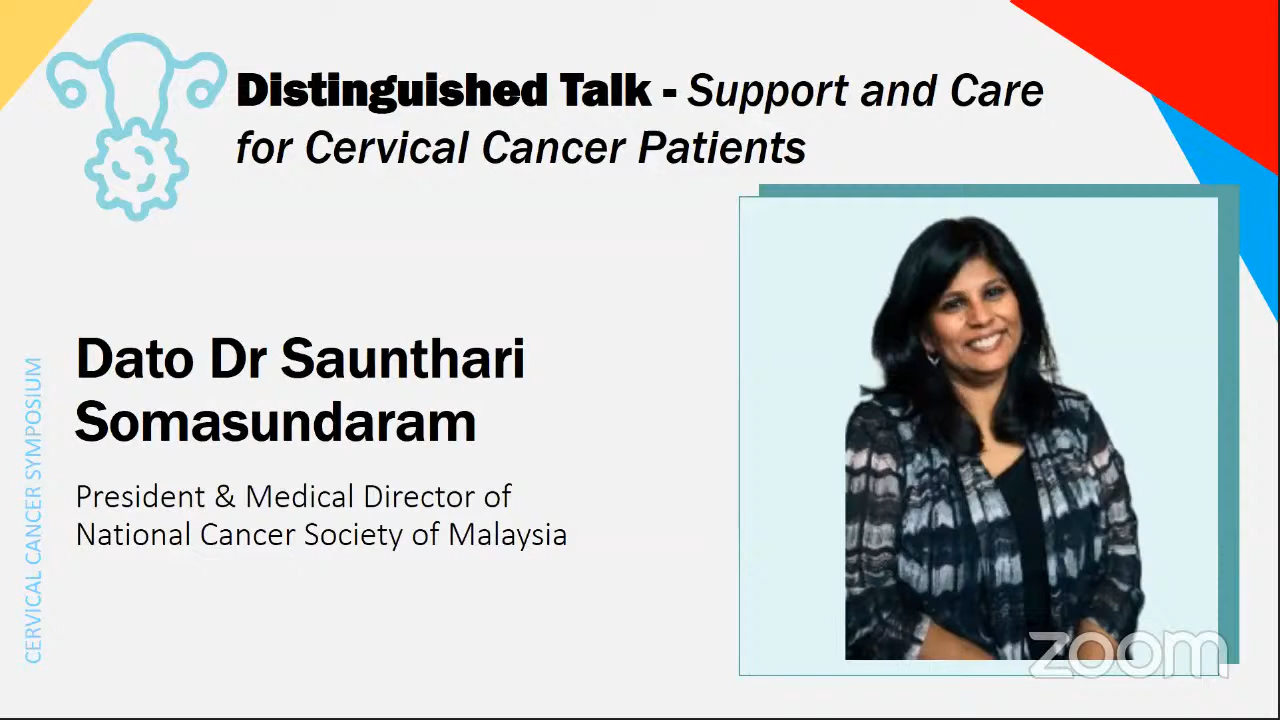 Distinguished Talk - Support and Care
for Cervical Cancer Patients
Dato Dr Saunthari
Somasundaram
President & Medical Director of
National Cancer Society of Malaysia
CERVICAL CANCER SYMPOSIUM
zoom